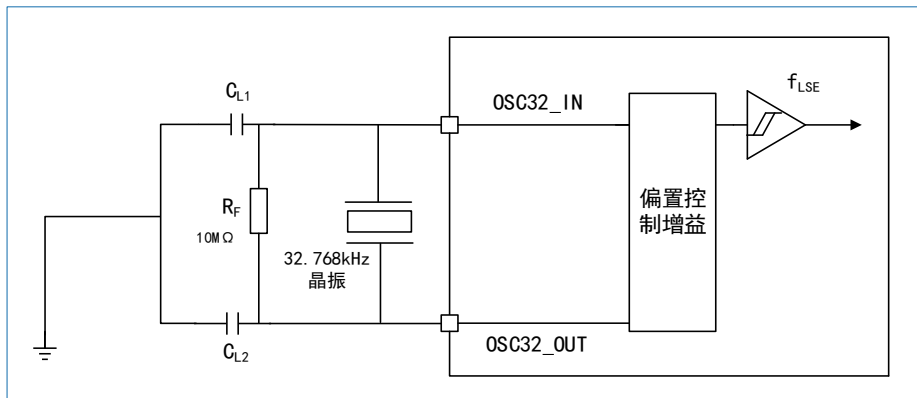 C_L1
OSC32_IN
f_LSE
R_F
10MΩ
偏置控
制增益
32.768kHz
晶振
C_L2
OSC32_OUT